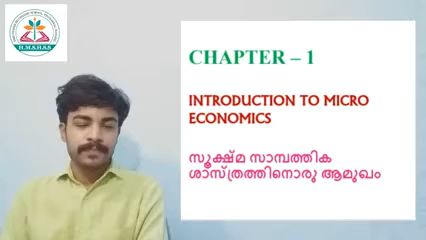 H.M.S.H.S.S
CHAPTER – 1
INTRODUCTION TO MICRO
ECONOMICS
സൂക്ഷ്മ സാമ്പത്തിക
ശാസ്ത്രത്തിനൊരു ആമുഖം